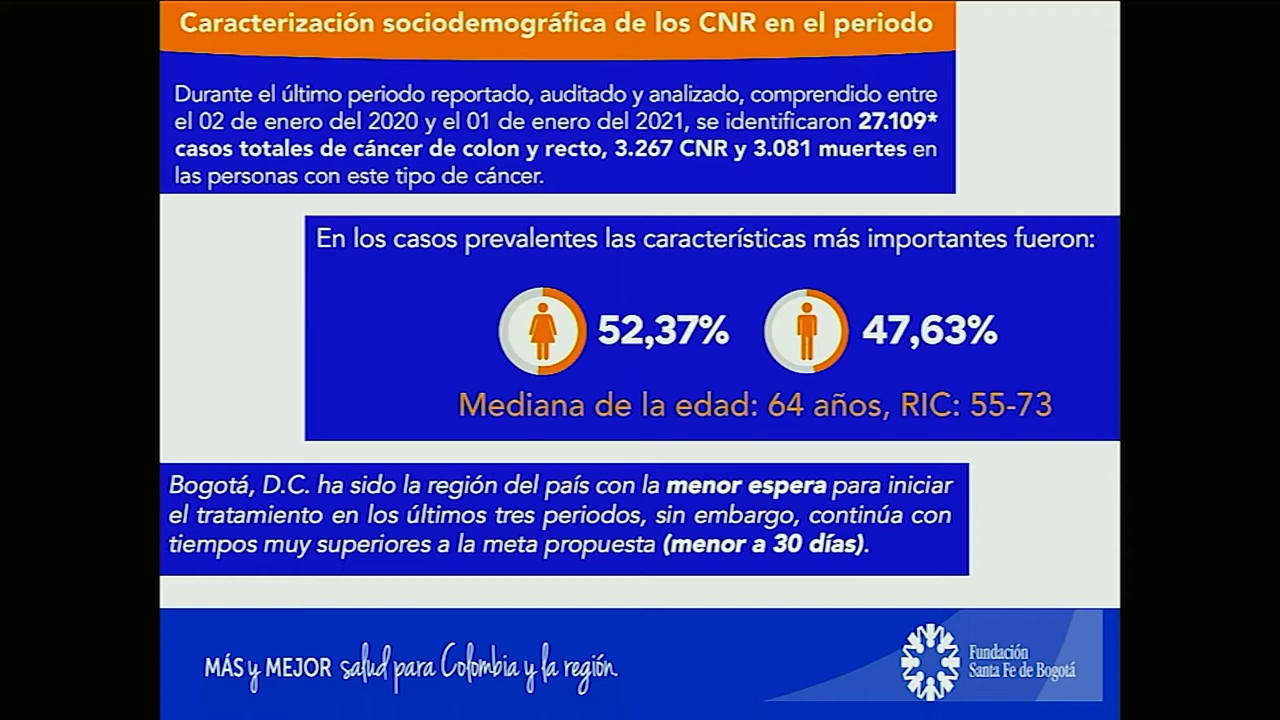 Caracterización sociodemográfica de los CNR en el periodo
Durante el último periodo reportado, auditado y analizado, comprendido entre
el 02 de enero del 2020 y el 01 de enero del 2021, se identificaron 27.109*
casos totales de cáncer de colon y recto, 3.267 CNR y 3.081 muertes en
las personas con este tipo de cáncer.
En los casos prevalentes las características más importantes fueron:
52,37% 47,63%
Mediana de la edad: 64 años, RIC: 55-73
Bogotá, D.C. ha sido la región del país con la menor espera para iniciar
el tratamiento en los últimos tres periodos, sin embargo, continúa con
tiempos muy superiores a la meta propuesta (menor a 30 días).
MÁS y MEJOR salud para Colombia y la región.
Fundación
Santa Fe de Bogotá